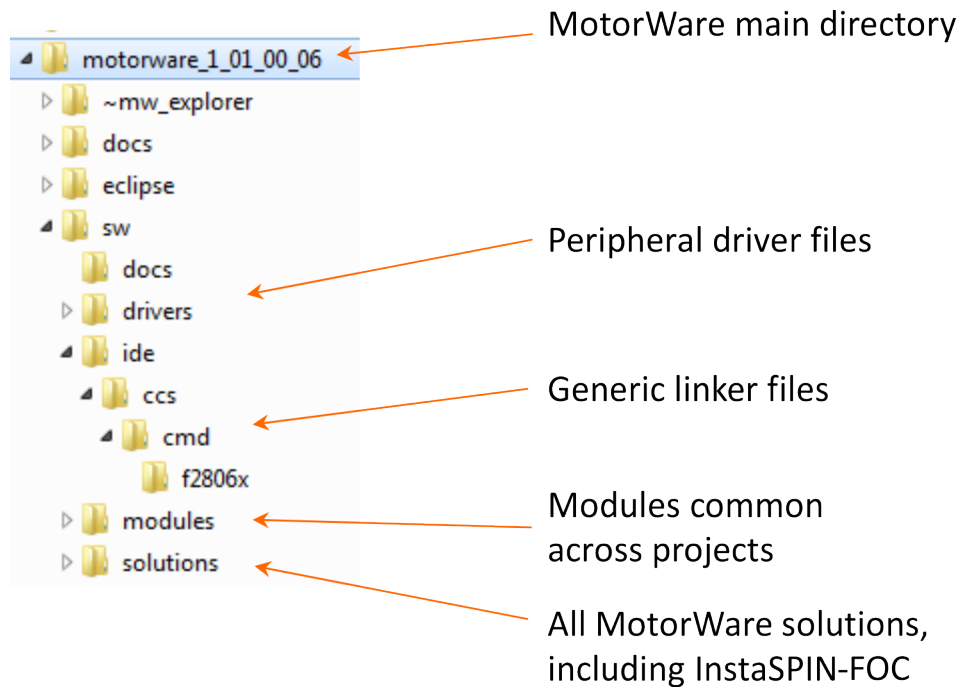 MotorWare main directory
motorware_1_01_00_06
~mw_explorer
docs
eclipse
sw
Peripheral driver files
docs
drivers
ide
ccs
Generic linker files
cmd
f2806x
modules
Modules common
across projects
solutions
All MotorWare solutions,
including InstaSPIN-FOC